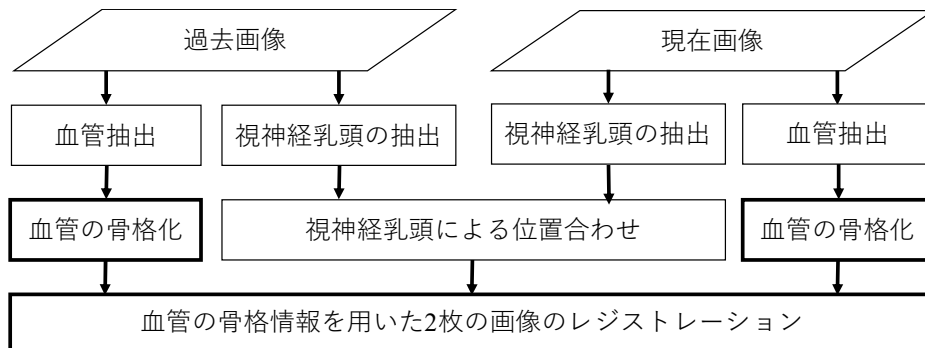 過去画像
現在画像
血管抽出
視神経乳頭の抽出
視神経乳頭の抽出
血管抽出
血管の骨格化
視神経乳頭による位置合わせ
血管の骨格化
血管の骨格情報を用いた2枚の画像のレジストレーション